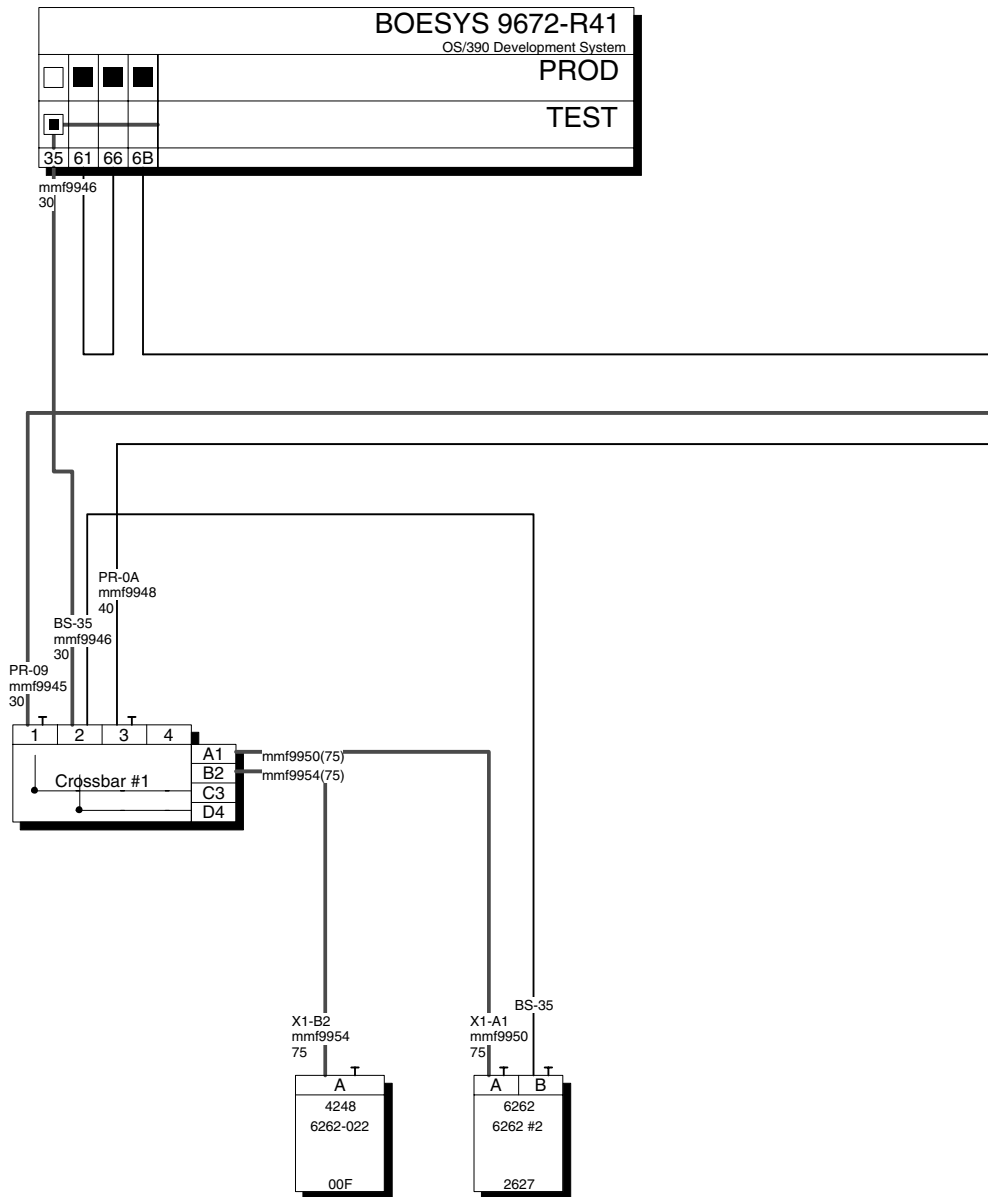 BOESYS 9672-R41
OS/390 Development System
PROD
TEST
35 61 66 6B
mmf9946
30
PR-0A
mmf9948
40
BS-35
mmf9946
30
PR-09
mmf9945
30
1 2 3 4
A1 mmf9950(75)
B2 mmf9954(75)
Crossbar #1
C3
D4
BS-35
X1-B2
mmf9954
75
X1-A1
mmf9950
75
A
4248
6262-022
00F
A B
6262
6262 #2
2627